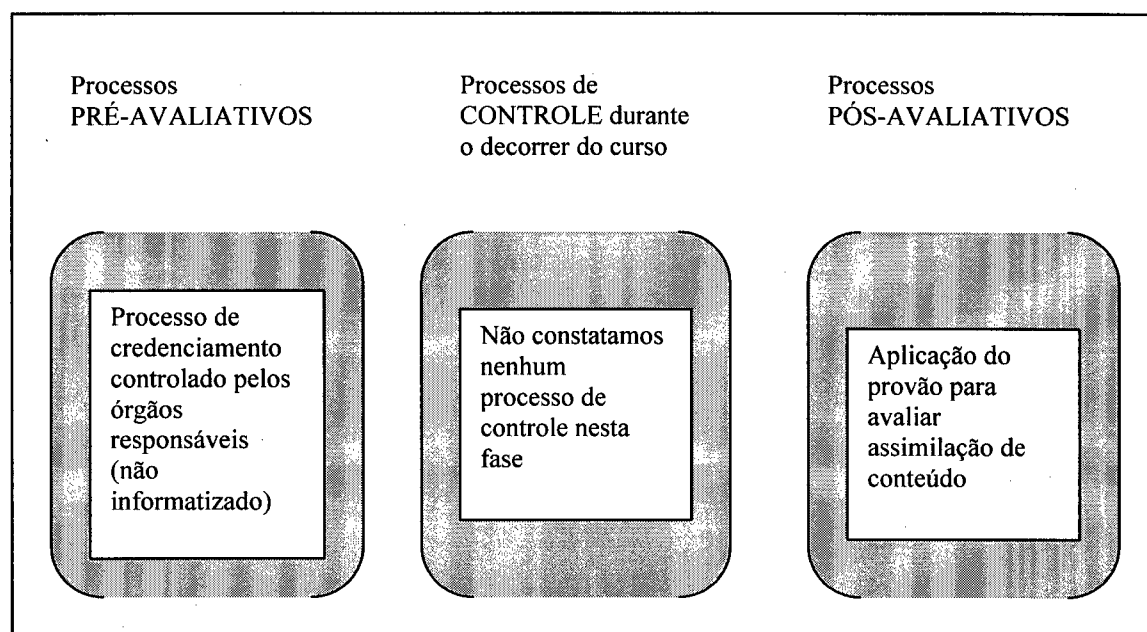 Processos
PRÉ-AVALIATIVOS
Processos de
CONTROLE durante
o decorrer do curso
Processos
PÓS-AVALIATIVOS
Processo de
credenciamento
controlado pelos
órgãos
responsáveis
(não
informatizado)
Não constatamos
nenhum
processo de
controle nesta
fase
Aplicação do
provão para
avaliar
assimilação de
conteúdo